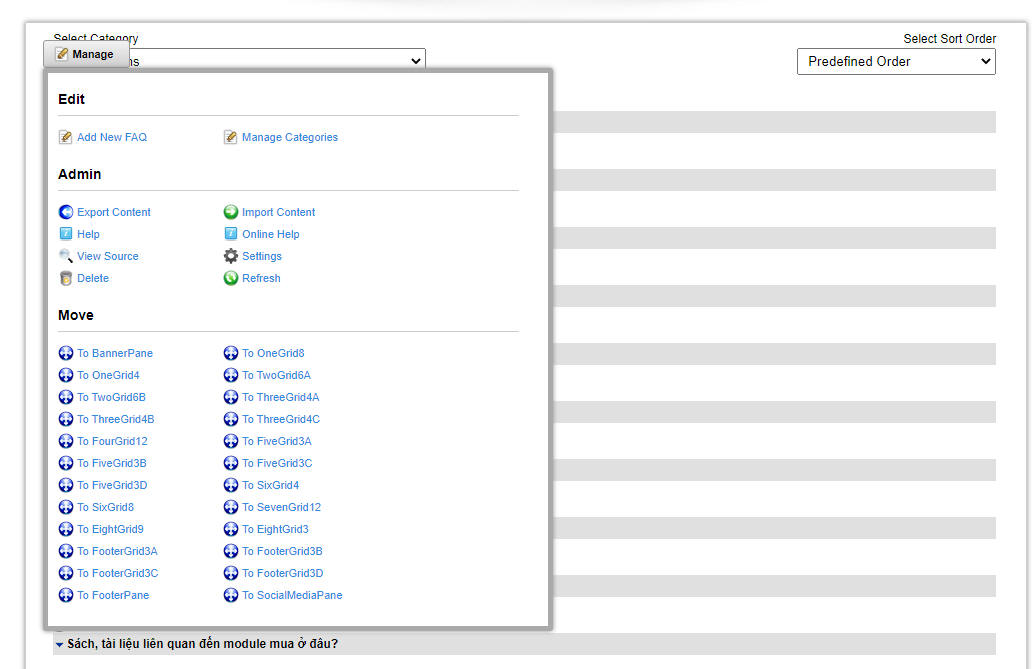 Select Category
Select Sort Order
Manage
ns
Predefined Order
Edit
Add New FAQ
Manage Categories
Admin
Export Content
Import Content
Help
Online Help
View Source
Settings
Delete
Refresh
Move
To BannerPane
To OneGrid8
To OneGrid4
To TwoGrid6A
To TwoGrid6B
To ThreeGrid4A
To ThreeGrid4B
To ThreeGrid4C
To FourGrid12
To FiveGrid3A
To FiveGrid3B
To FiveGrid3C
To FiveGrid3D
To SixGrid4
To SixGrid8
To SevenGrid12
To EightGrid9
To EightGrid3
To FooterGrid3A
To FooterGrid3B
To FooterGrid3C
To FooterGrid3D
To FooterPane
To SocialMediaPane
Sách, tài liệu liên quan đến module mua ở đâu?